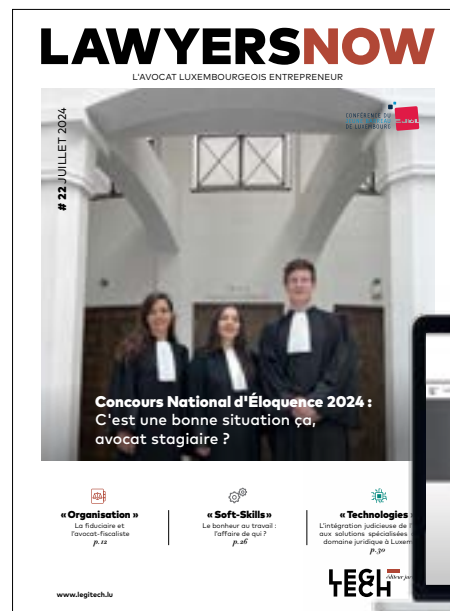 LAWYERSNOW
L'AVOCAT LUXEMBOURGEOIS ENTREPRENEUR
# 22 JUILLET 2024
CONFÉRENCE DU
DE LUXEMBOURG
Concours National d'Éloquence 2024 :
C'est une bonne situation ça,
avocat stagiaire ?
« Organisation »
La fiduciaire et
l'avocat-fiscaliste
p.12
« Soft-Skills »
Le bonheur au travail :
l'affaire de qui ?
p.26
« Technologies »
L'intégration judicieuse de l'
aux solutions spécialisées
domaine juridique à Luxem
p.30
LEGI
TECH
éditeur
www.legitech.lu